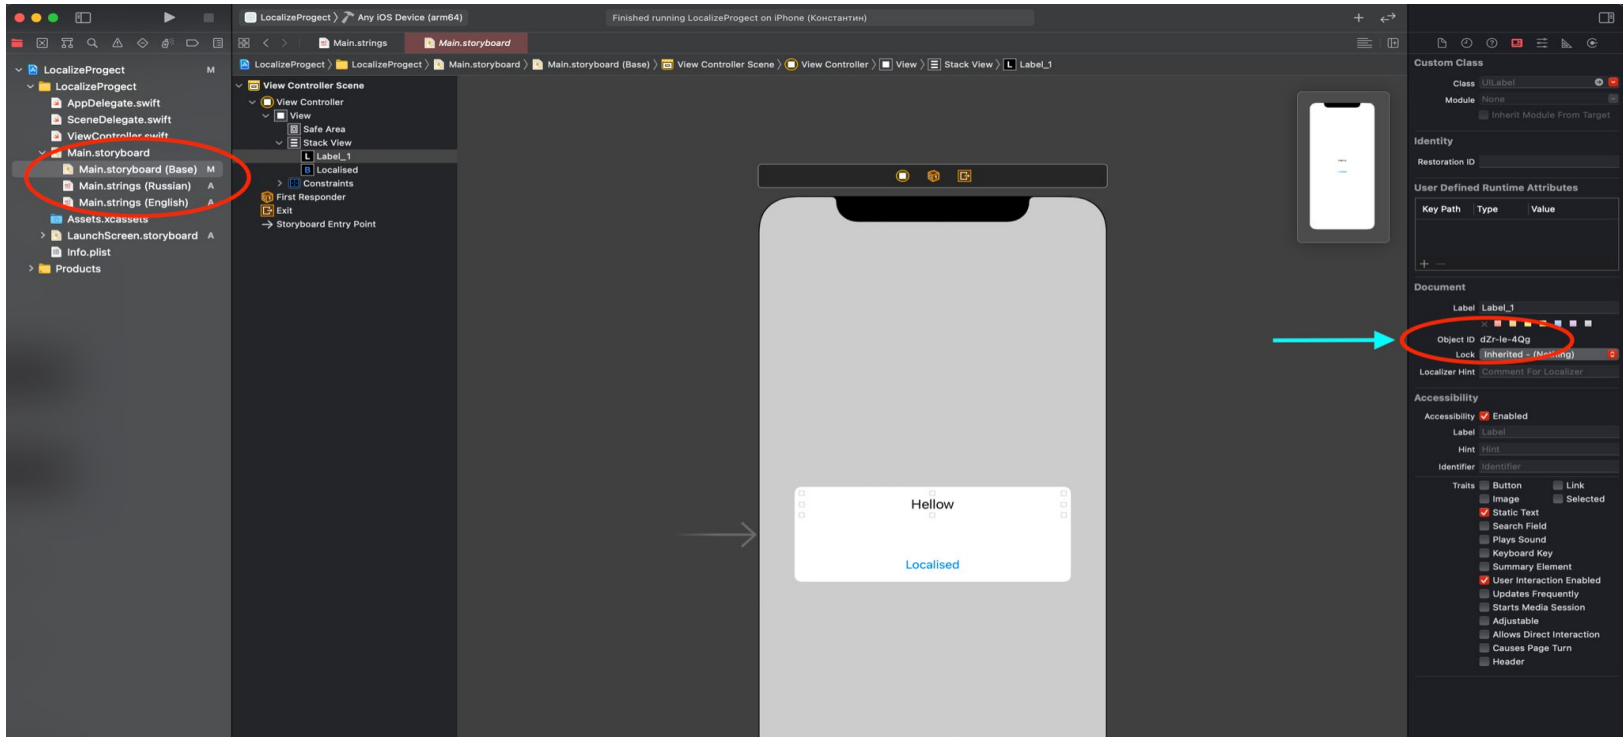 LocalizeProgect 〉 Any iOS Device (arm64)
Finished running LocalizeProgect on iPhone (Константин)
Main.strings
Main.storyboard
LocalizeProgect 〉 LocalizeProgect 〉 Main.storyboard 〉 Main.storyboard (Base) 〉 View Controller Scene 〉 View Controller 〉 View 〉 Stack View 〉 L Label_1
LocalizeProgect M
LocalizeProgect
AppDelegate.swift
SceneDelegate.swift
ViewController.swift
Main.storyboard
Main.storyboard (Base) M
Main.strings (Russian) A
Main.strings (English) A
Assets.xcassets
LaunchScreen.storyboard A
Info.plist
Products
View Controller Scene
View Controller
View
Safe Area
Stack View
L Label_1
B Localised
Constraints
First Responder
Exit
Storyboard Entry Point
Hellow
Localised
Custom Class
Class UILabel
Module None
Inherit Module From Target
Identity
Restoration ID
User Defined Runtime Attributes
Key Path Type Value
Document
Label Label_1
Object ID dZr-Ie-4Qg
Lock Inherited - (Nothing)
Localizer Hint Comment For Localizer
Accessibility
Accessibility Enabled
Label Label
Hint Hint
Identifier Identifier
Traits Button Link
Image Selected
Static Text
Search Field
Plays Sound
Keyboard Key
Summary Element
User Interaction Enabled
Updates Frequently
Starts Media Session
Adjustable
Allows Direct Interaction
Causes Page Turn
Header